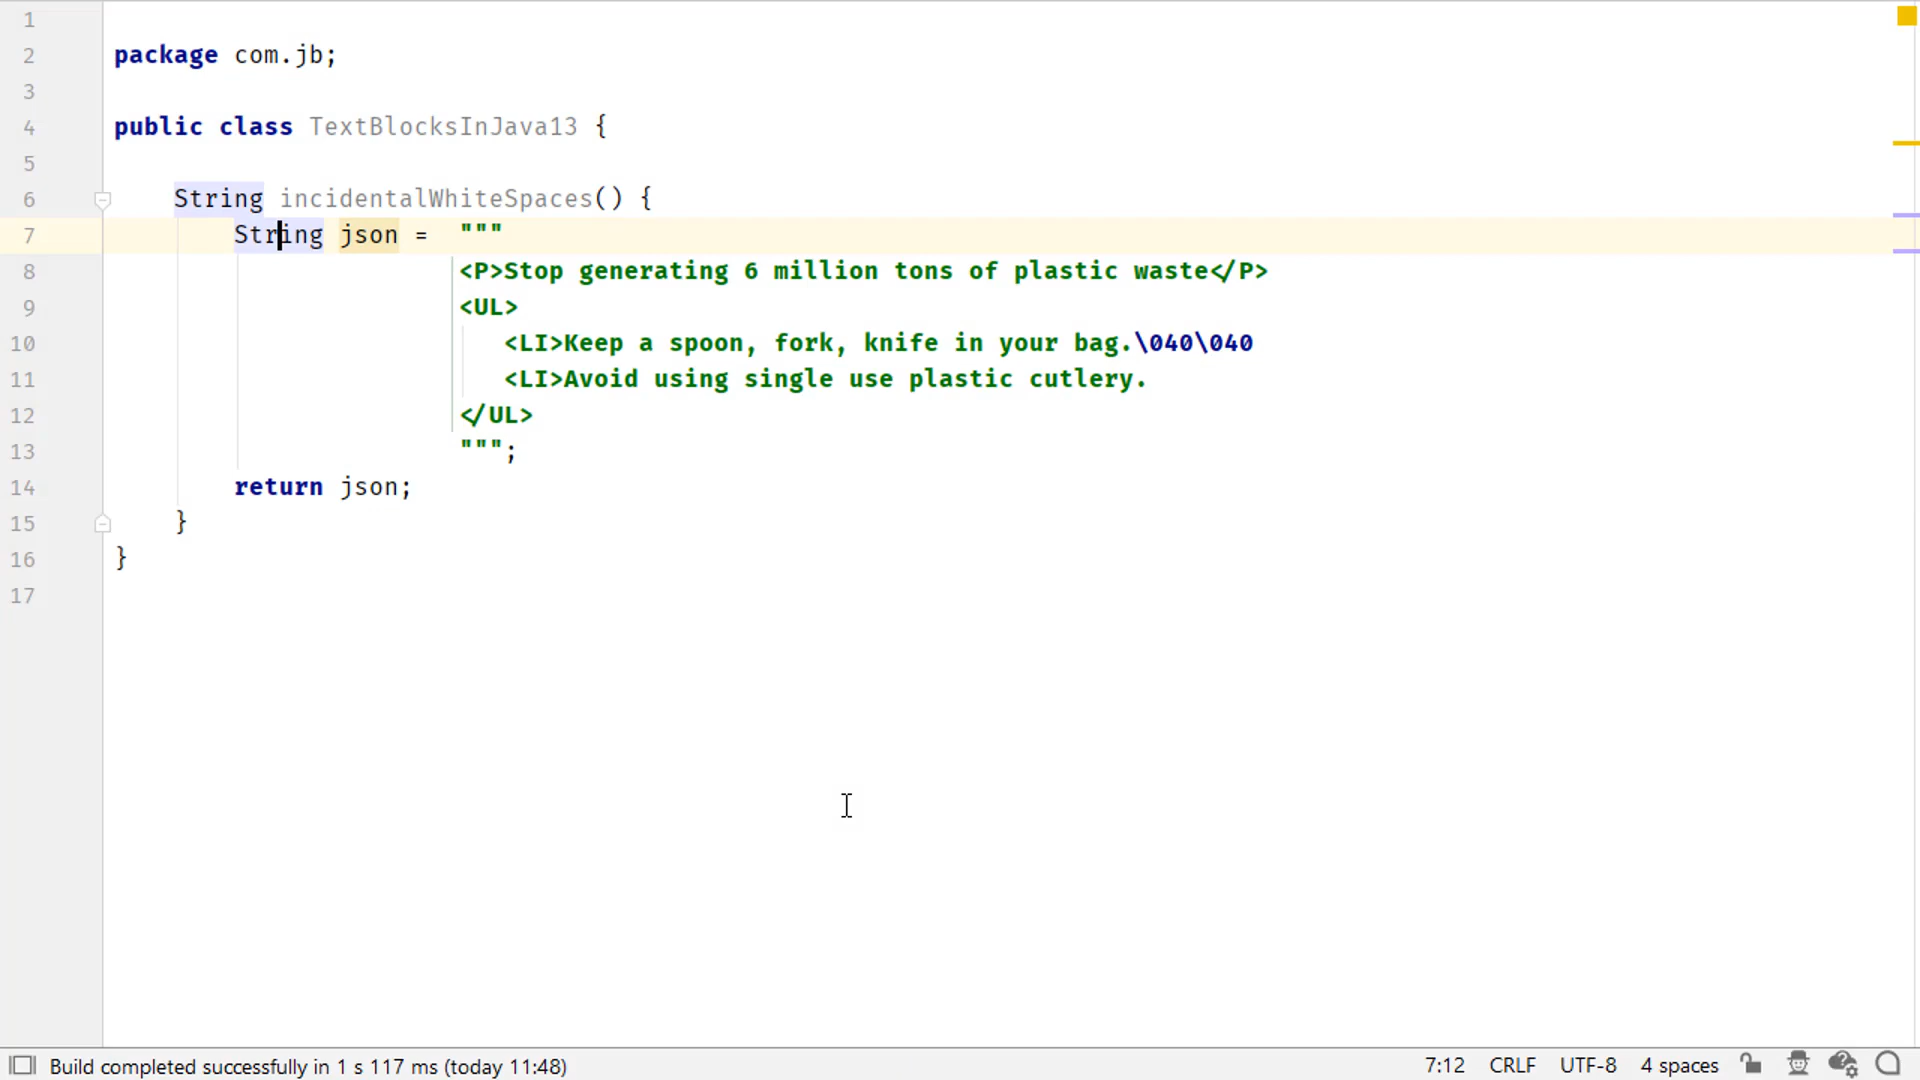 1
2 package com.jb;
3
4 public class TextBlocksInJava13 {
5
6 String incidentalWhiteSpaces() {
7 String json = """
8 <P>Stop generating 6 million tons of plastic waste</P>
9 <UL>
10 <LI>Keep a spoon, fork, knife in your bag.\040\040
11 <LI>Avoid using single use plastic cutlery.
12 </UL>
13 """;
14 return json;
15 }
16 }
17
Build completed successfully in 1 s 117 ms (today 11:48) 7:12 CRLF UTF-8 4 spaces